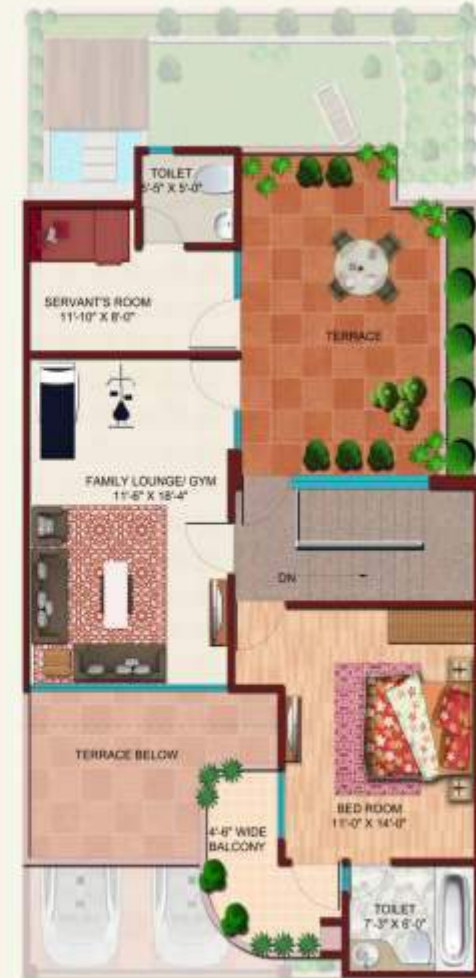 TOILET
5'-5" X 5'-0"
SERVANT'S ROOM
11'-10" X 8'-0"
TERRACE
FAMILY LOUNGE/ GYM
11'-6" X 18'-4"
DN
TERRACE BELOW
4'-6" WIDE
BALCONY
BED ROOM
11'-0" X 14'-0"
TOILET
7'-3" X 6'-0"